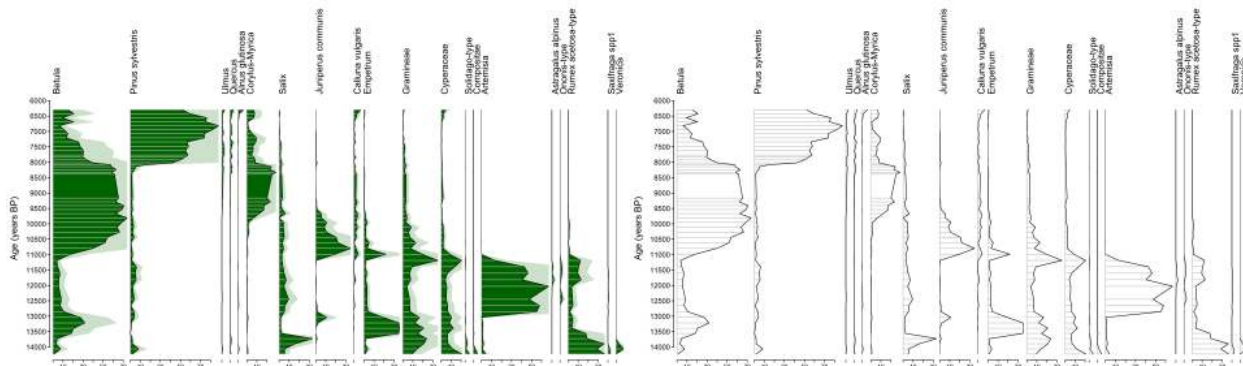 Betula
Pinus sylvestris
Ulmus
Quercus
Alnus glutinosa
Corylus-Myrica
Salix
Juniperus communis
Calluna vulgaris
Empetrum
Gramineae
Cyperaceae
Solidago-type
Compositae
Artemisia
Astragalus alpinus
Ononis-type
Rumex acetosa-type
Saxifraga spp1
Veronica
Age (years BP)
6000
6500
7000
7500
8000
8500
9000
9500
10000
10500
11000
11500
12000
12500
13000
13500
14000
Betula
Pinus sylvestris
Ulmus
Quercus
Alnus glutinosa
Corylus-Myrica
Salix
Juniperus communis
Calluna vulgaris
Empetrum
Gramineae
Cyperaceae
Solidago-type
Compositae
Artemisia
Astragalus alpinus
Ononis-type
Rumex acetosa-type
Saxifraga spp1
Age (years BP)
6000
6500
7000
7500
8000
8500
9000
9500
10000
10500
11000
11500
12000
12500
13000
13500
14000